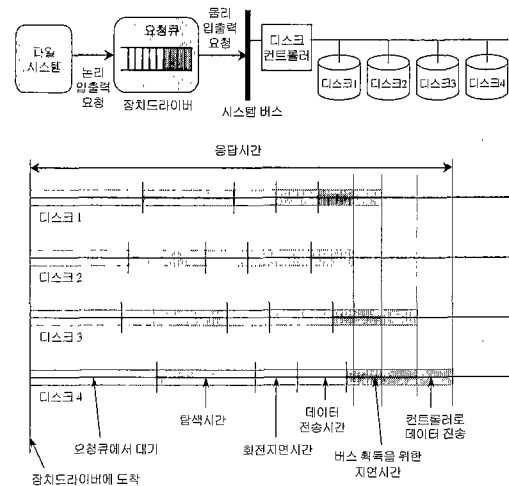 파일
시스템
논리
입출력
요청
요청큐
장치드라이버
물리
입출력
요청
시스템 버스
디스크
컨트롤러
디스크1
디스크2
디스크3
디스크4
응답시간
디스크 1
디스크 2
디스크 3
디스크 4
요청큐에서 대기
탐색시간
회전지연시간
데이터
전송시간
버스 획득을 위한
지연시간
컨트롤러로
데이터 전송
장치드라이버에 도착